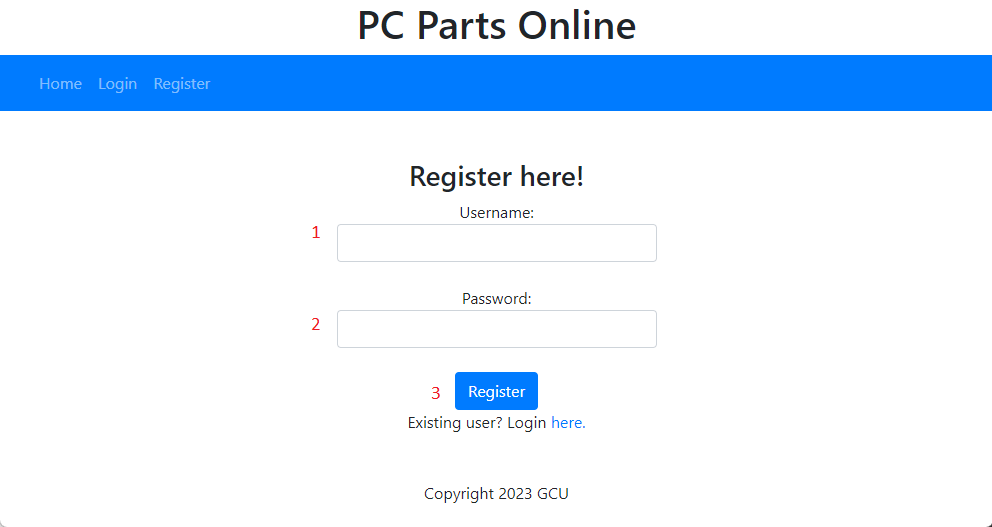 PC Parts Online
Home Login Register
Register here!
Username:
1
Password:
2
3 Register
Existing user? Login here.
Copyright 2023 GCU